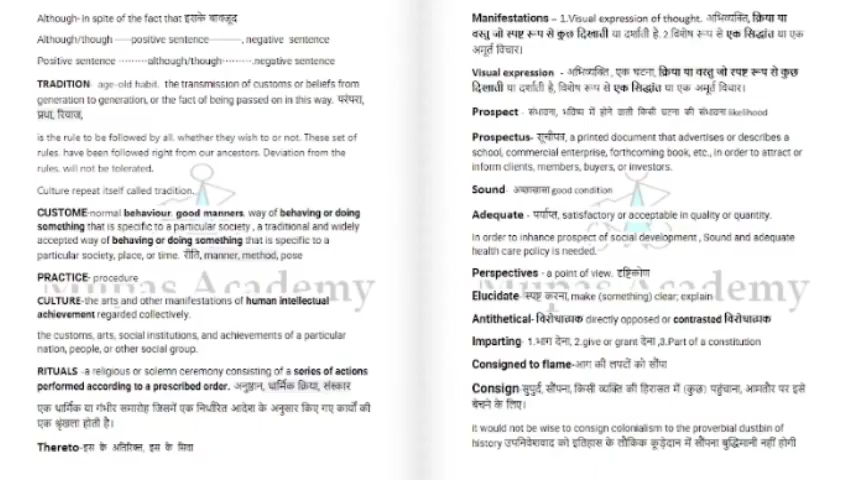 Although- in spite of the fact that इसके बावजूद
Although/though ----positive sentence--------, negative sentence
Positive sentence ·········although/though·········.negative sentence
TRADITION- age-old habit, the transmission of customs or beliefs from
generation to generation, or the fact of being passed on in this way. परंपरा,
प्रथा, रिवाज,
is the rule to be followed by all, whether they wish to or not. These set of
rules, have been followed right from our ancestors. Deviation from the
rules, will not be tolerated.
Culture repeat itself called tradition.
CUSTOME-normal behaviour, good manners, way of behaving or doing
something that is specific to a particular society , a traditional and widely
accepted way of behaving or doing something that is specific to a
particular society, place, or time. रीति, manner, method, pose
PRACTICE- procedure
CULTURE-the arts and other manifestations of human intellectual
achievement regarded collectively.
the customs, arts, social institutions, and achievements of a particular
nation, people, or other social group.
RITUALS -a religious or solemn ceremony consisting of a series of actions
performed according to a prescribed order. अनुष्ठान, धार्मिक क्रिया, संस्कार
एक धार्मिक या गंभीर समारोह जिसमें एक निर्धारित आदेश के अनुसार किए गए कार्यों की
एक श्रृंखला होती है।
Thereto-इस के अतिरिक्त, इस के सिवा
Manifestations – 1.Visual expression of thought. अभिव्यक्ति, क्रिया या
वस्तु जो स्पष्ट रूप से कुछ दिखाती या दर्शाती है. 2.विशेष रूप से एक सिद्धांत या एक
अमूर्त विचार।
Visual expression - अभिव्यक्ति , एक घटना, क्रिया या वस्तु जो स्पष्ट रूप से कुछ
दिखाती या दर्शाती है, विशेष रूप से एक सिद्धांत या एक अमूर्त विचार।
Prospect - संभावना, भविष्य में होने वाली किसी घटना की संभावना likelihood
Prospectus- सूचीपत्र, a printed document that advertises or describes a
school, commercial enterprise, forthcoming book, etc., in order to attract or
inform clients, members, buyers, or investors.
Sound- अच्छाखासा good condition
Adequate - पर्याप्त, satisfactory or acceptable in quality or quantity.
In order to inhance prospect of social development , Sound and adequate
health care policy is needed.
Perspectives - a point of view. दृष्टिकोण
Elucidate-स्पष्ट करना, make (something) clear; explain
Antithetical- विरोधात्मक directly opposed or contrasted विरोधात्मक
Imparting- 1.भाग देना, 2.give or grant देना ,3.Part of a constitution
Consigned to flame-आग की लपटों को सौंपा
Consign-सुपुर्द, सौंपना, किसी व्यक्ति की हिरासत में (कुछ) पहुंचाना, आमतौर पर इसे
बेचने के लिए।
It would not be wise to consign colonialism to the proverbial dustbin of
history उपनिवेशवाद को इतिहास के लौकिक कूड़ेदान में सौंपना बुद्धिमानी नहीं होगी
Academy
Academy